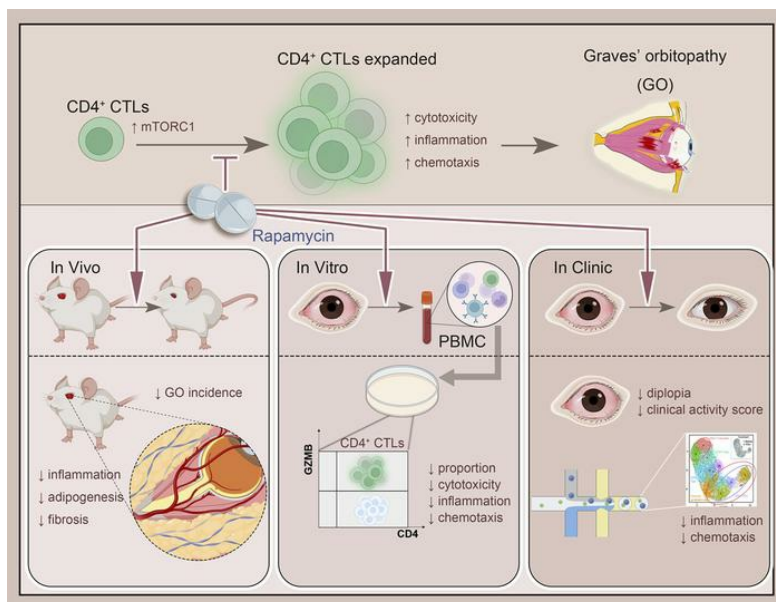 CD4⁺ CTLs expanded
Graves' orbitopathy
(GO)
CD4⁺ CTLs
↑ mTORC1
↑ cytotoxicity
↑ inflammation
↑ chemotaxis
Rapamycin
In Vivo
↓ GO incidence
↓ inflammation
↓ adipogenesis
↓ fibrosis
In Vitro
PBMC
CD4⁺ CTLs
GZMB
CD4
↓ proportion
↓ cytotoxicity
↓ inflammation
↓ chemotaxis
In Clinic
↓ diplopia
↓ clinical activity score
↓ inflammation
↓ chemotaxis